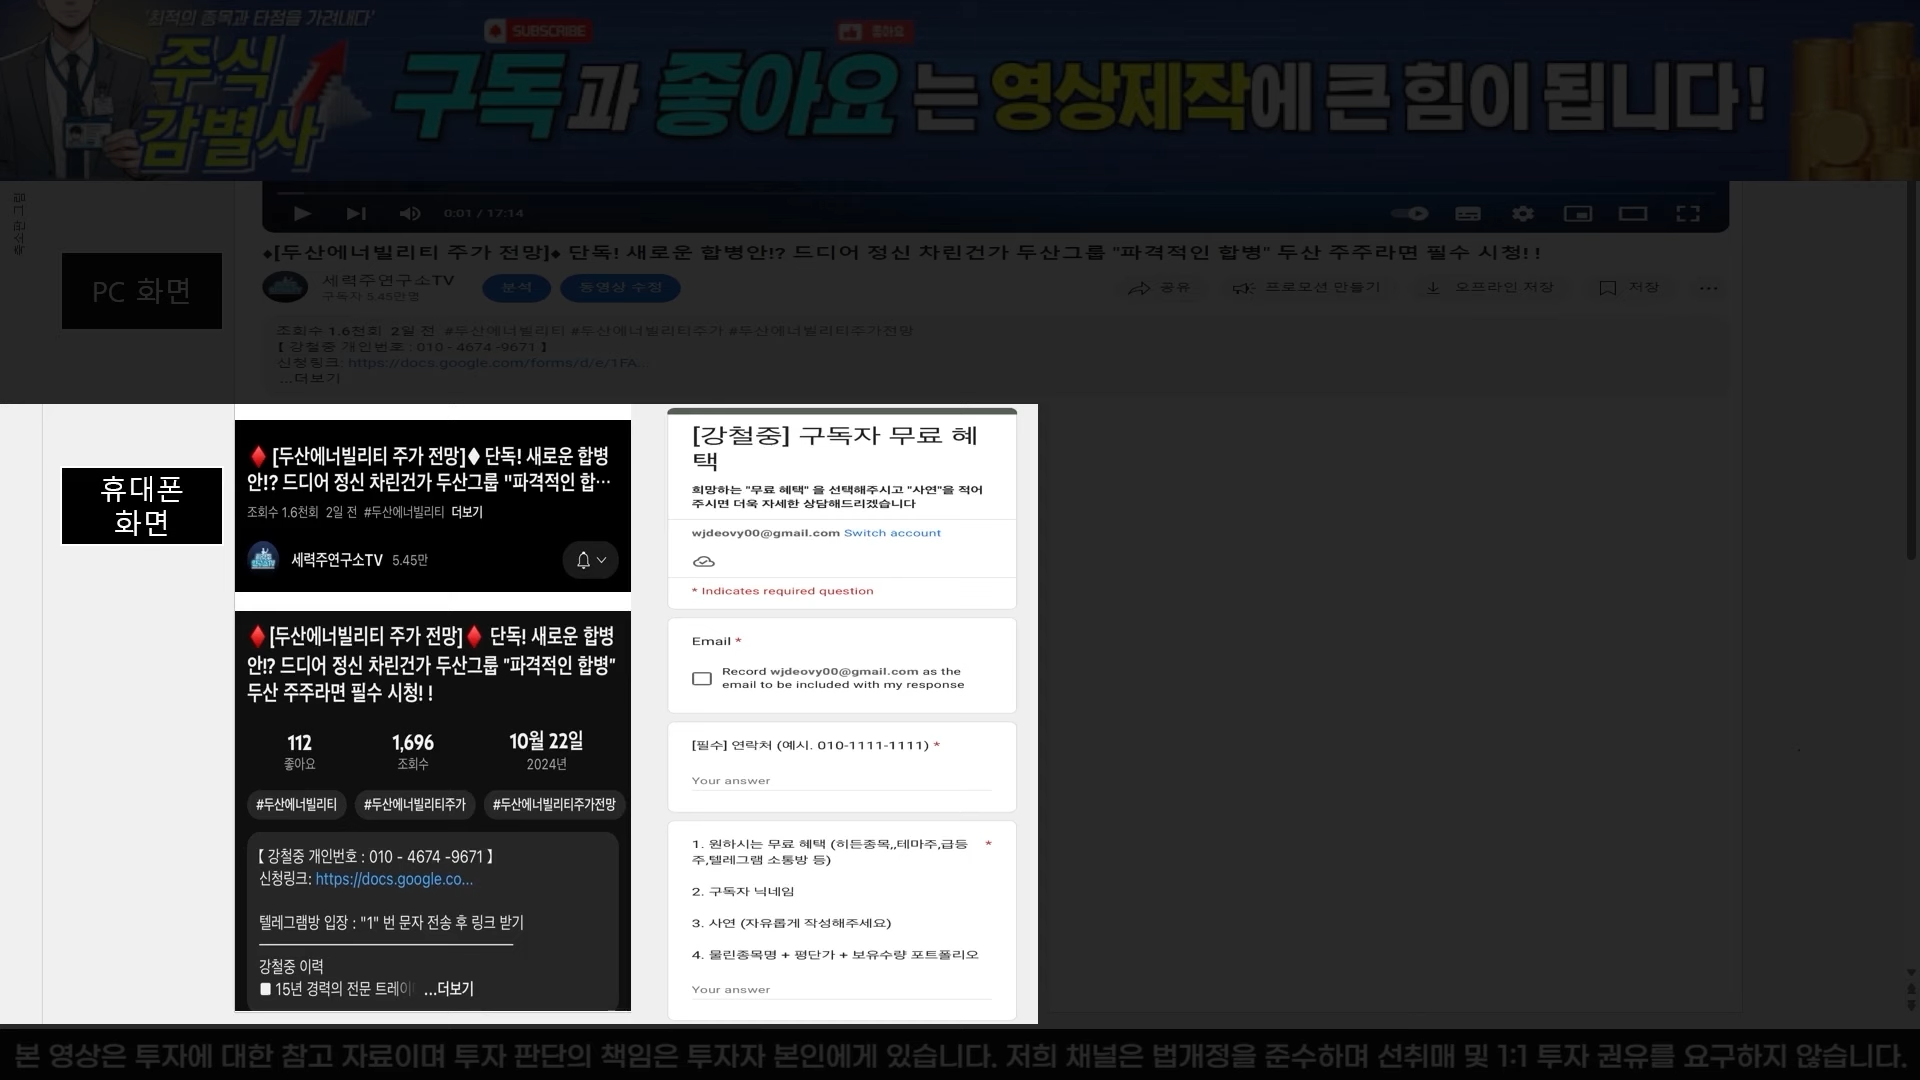 '최적의 종목과 타점을 가려내다'
주식
감별사
SUBSCRIBE
좋아요
구독과 좋아요는 영상제작에 큰 힘이 됩니다!
축소판 그림
PC 화면
0:01 / 17:14
◆[두산에너빌리티 주가 전망]◆ 단독! 새로운 합병안!? 드디어 정신 차린건가 두산그룹 "파격적인 합병" 두산 주주라면 필수 시청! !
세력주연구소TV
구독자 5.45만명
분석
동영상 수정
공유
프로모션 만들기
오프라인 저장
저장
...
조회수 1.6천회 2일 전 #두산에너빌리티 #두산에너빌리티주가 #두산에너빌리티주가전망
【 강철중 개인번호 : 010 - 4674 -9671 】
신청링크: https://docs.google.com/forms/d/e/1FA...
...더보기
휴대폰
화면
♦[두산에너빌리티 주가 전망]♦ 단독! 새로운 합병
안!? 드디어 정신 차린건가 두산그룹 "파격적인 합…
조회수 1.6천회 2일 전 #두산에너빌리티 더보기
세력주연구소TV 5.45만
♦[두산에너빌리티 주가 전망]♦ 단독! 새로운 합병
안!? 드디어 정신 차린건가 두산그룹 "파격적인 합병"
두산 주주라면 필수 시청! !
112
좋아요
1,696
조회수
10월 22일
2024년
#두산에너빌리티
#두산에너빌리티주가
#두산에너빌리티주가전망
【 강철중 개인번호 : 010 - 4674 -9671 】
신청링크: https://docs.google.co...
텔레그램방 입장 : "1" 번 문자 전송 후 링크 받기
강철중 이력
■ 15년 경력의 전문 트레이 ...더보기
[강철중] 구독자 무료 혜
택
희망하는 "무료 혜택" 을 선택해주시고 "사연"을 적어
주시면 더욱 자세한 상담해드리겠습니다
wjdeovy00@gmail.com Switch account
* Indicates required question
Email *
Record wjdeovy00@gmail.com as the
email to be included with my response
[필수] 연락처 (예시. 010-1111-1111) *
Your answer
1. 원하시는 무료 혜택 (히든종목,,테마주,급등 *
주,텔레그램 소통방 등)
2. 구독자 닉네임
3. 사연 (자유롭게 작성해주세요)
4. 물린종목명 + 평단가 + 보유수량 포트폴리오
Your answer
본 영상은 투자에 대한 참고 자료이며 투자 판단의 책임은 투자자 본인에게 있습니다. 저희 채널은 법개정을 준수하며 선취매 및 1:1 투자 권유를 요구하지 않습니다.